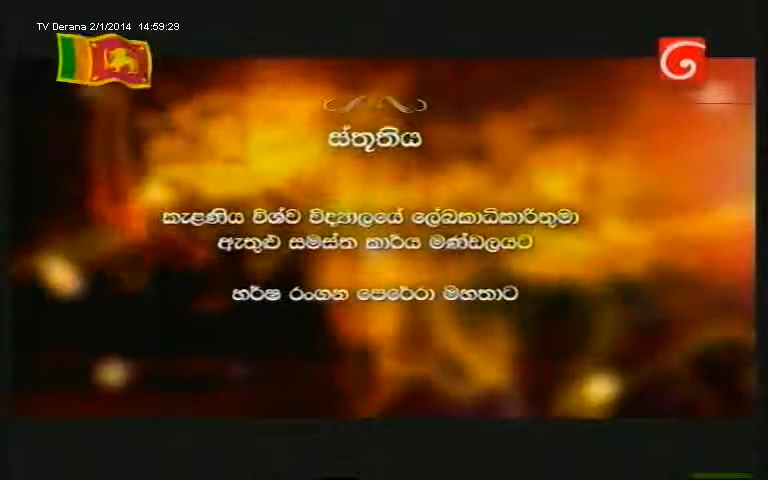 TV Derana 2/1/2014 14:59:29
ස්තූතිය
කැළණිය විශ්ව විද්‍යාලයේ ලේඛකාධිකාරිතුමා
ඇතුළු සමස්ත කාර්ය මණ්ඩලයට
හර්ෂ රංගන පෙරේරා මහතාට